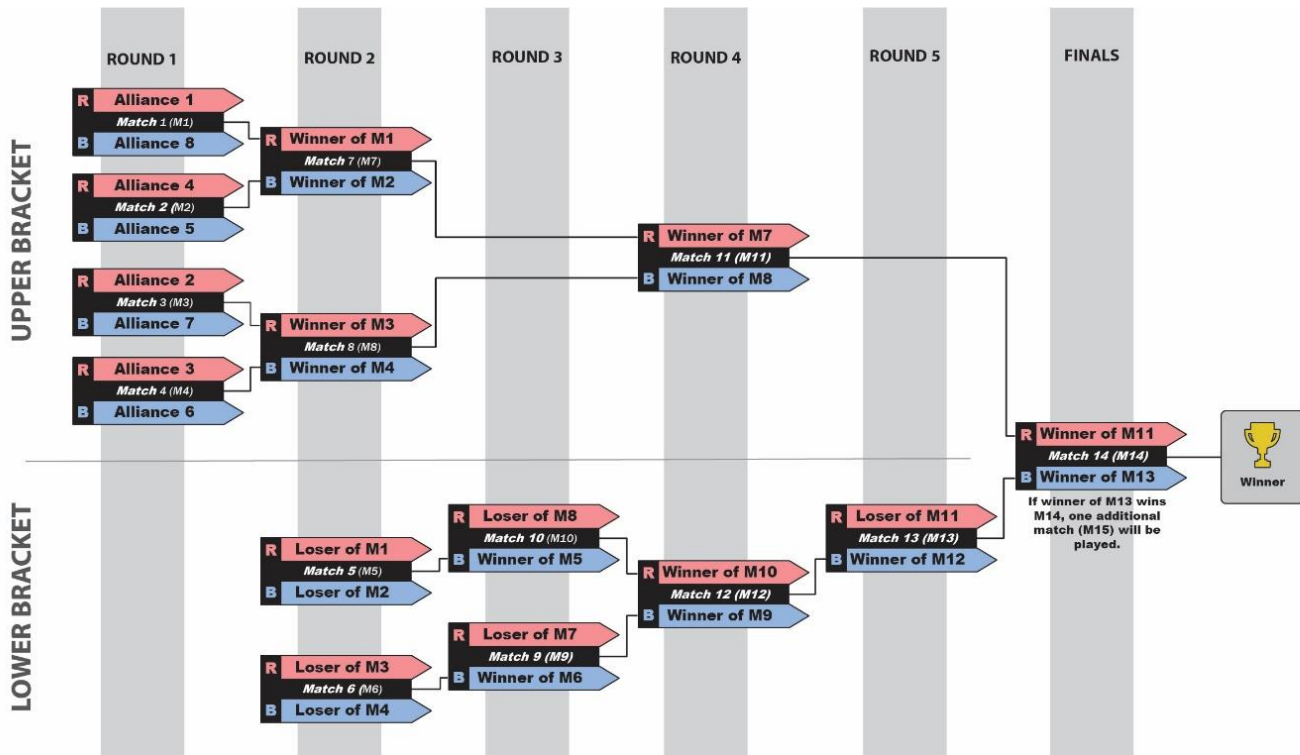 ROUND 1
ROUND 2
ROUND 3
ROUND 4
ROUND 5
FINALS
UPPER BRACKET
R Alliance 1
Match 1 (M1)
B Alliance 8
R Alliance 4
Match 2 (M2)
B Alliance 5
R Alliance 2
Match 3 (M3)
B Alliance 7
R Alliance 3
Match 4 (M4)
B Alliance 6
R Winner of M1
Match 7 (M7)
B Winner of M2
R Winner of M3
Match 8 (M8)
B Winner of M4
R Winner of M7
Match 11 (M11)
B Winner of M8
LOWER BRACKET
R Loser of M1
Match 5 (M5)
B Loser of M2
R Loser of M3
Match 6 (M6)
B Loser of M4
R Loser of M8
Match 10 (M10)
B Winner of M5
R Loser of M7
Match 9 (M9)
B Winner of M6
R Winner of M10
Match 12 (M12)
B Winner of M9
R Loser of M11
Match 13 (M13)
B Winner of M12
R Winner of M11
Match 14 (M14)
B Winner of M13
If winner of M13 wins
M14, one additional
match (M15) will be
played.
Winner